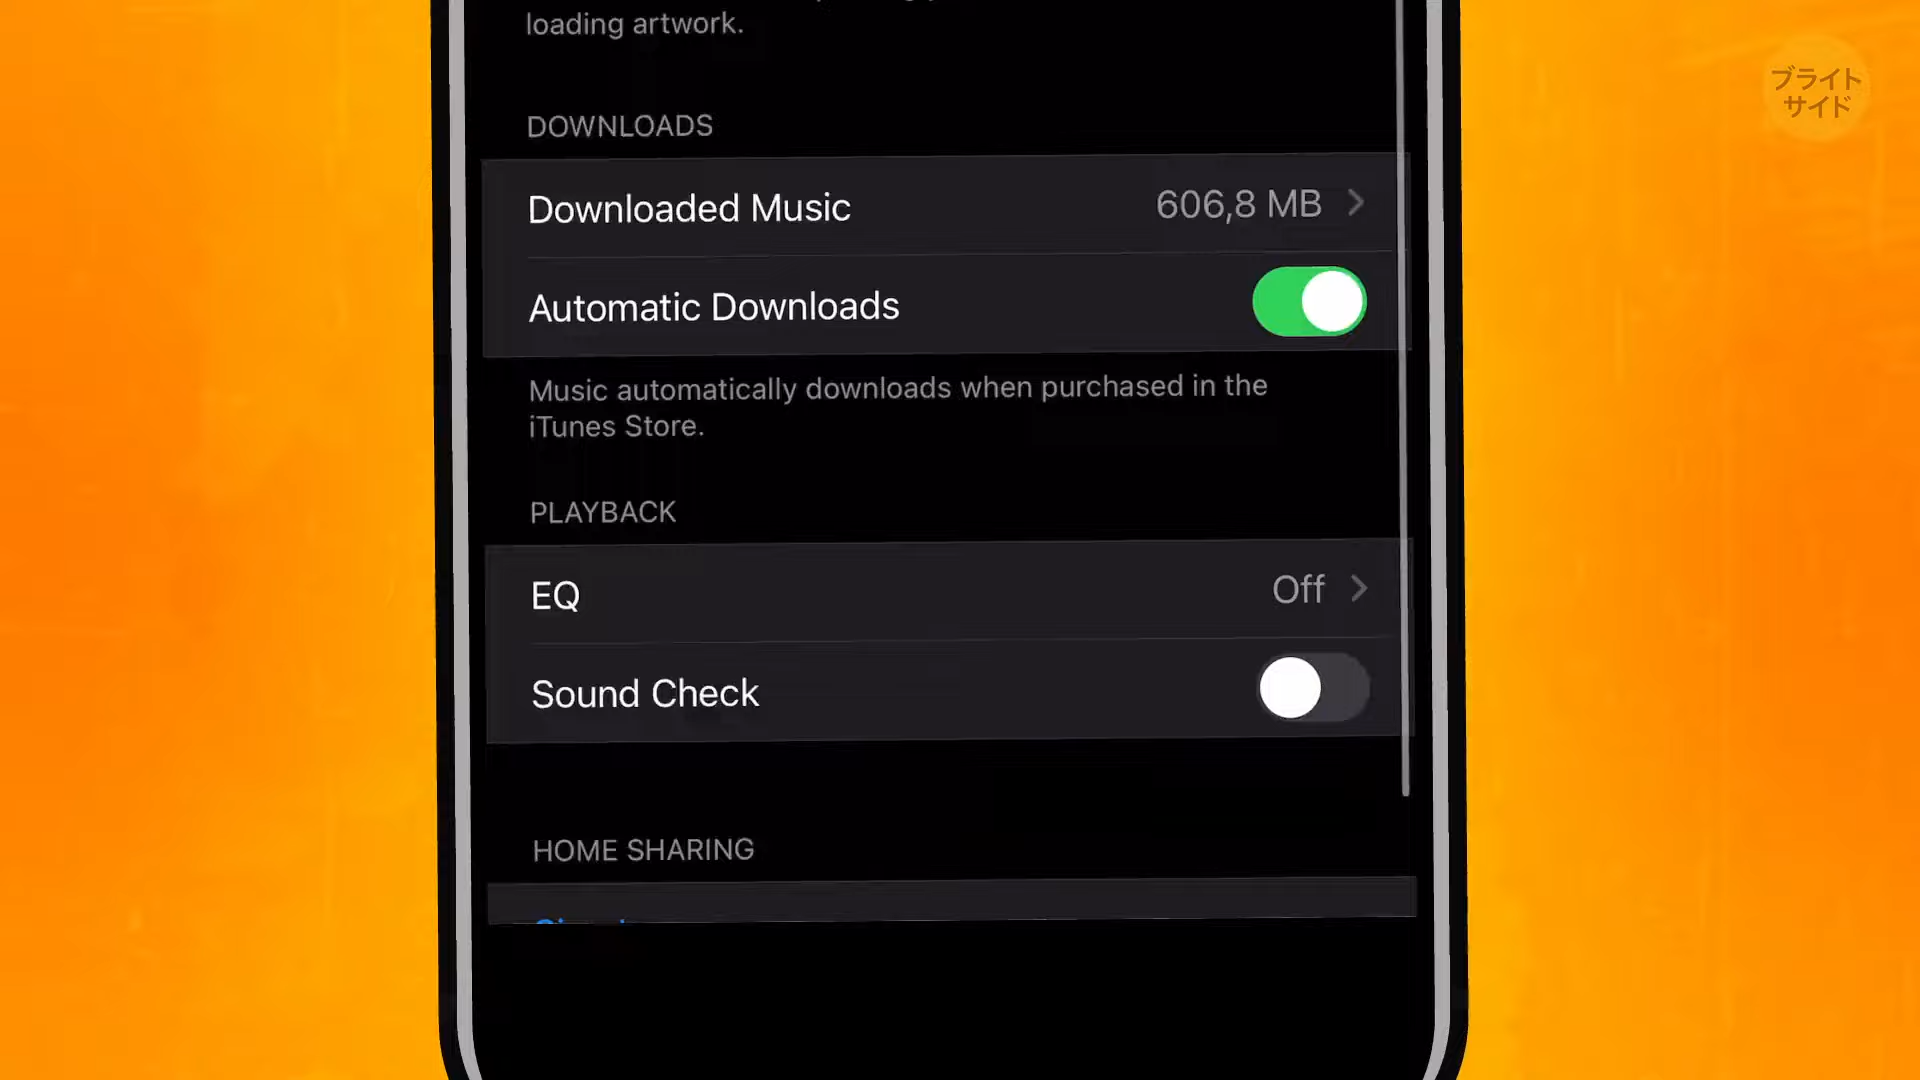 loading artwork.
DOWNLOADS
Downloaded Music 606,8 MB
Automatic Downloads
Music automatically downloads when purchased in the
iTunes Store.
PLAYBACK
EQ Off
Sound Check
HOME SHARING
ブライト
サイド